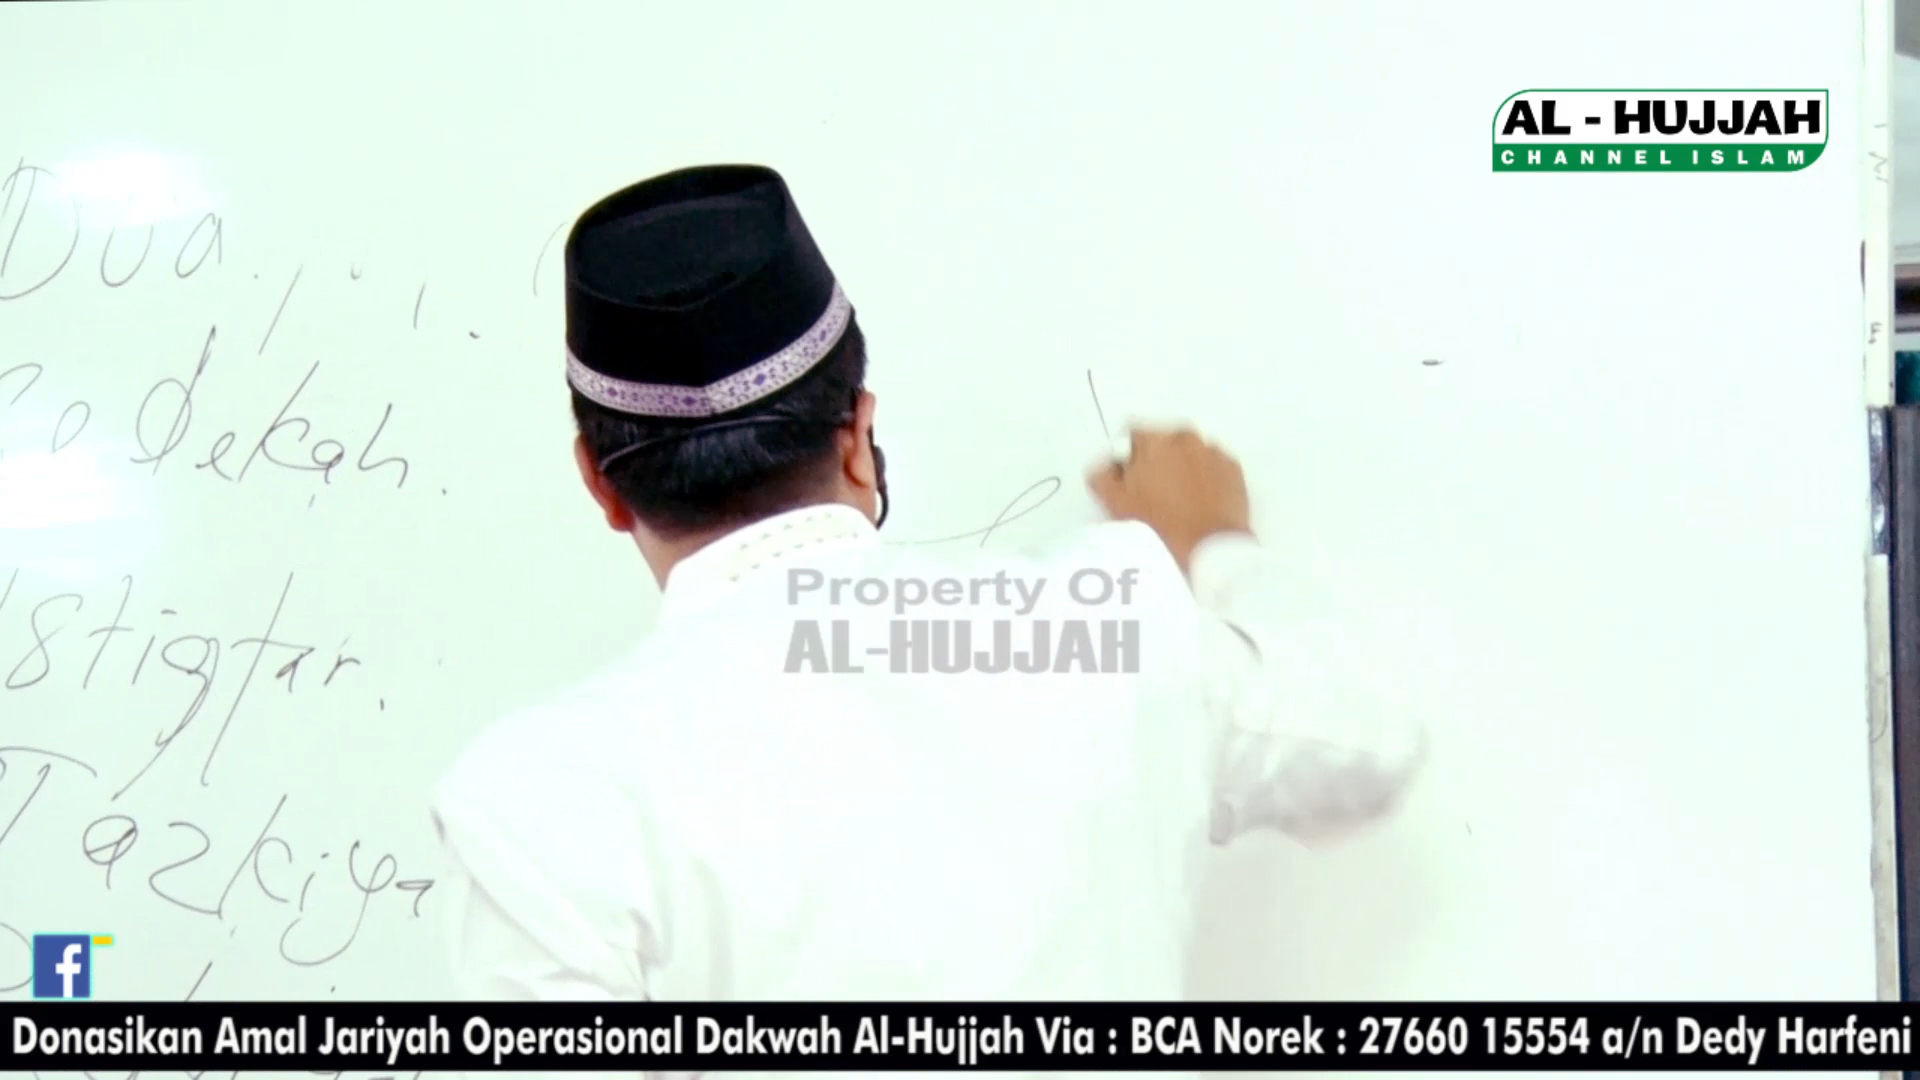 AL - HUJJAH
CHANNEL ISLAM
Dua
Sedekah.
Istigfar.
Tazkiya
Property Of
AL-HUJJAH
f
Donasikan Amal Jariyah Operasional Dakwah Al-Hujjah Via : BCA Norek : 27660 15554 a/n Dedy Harfeni